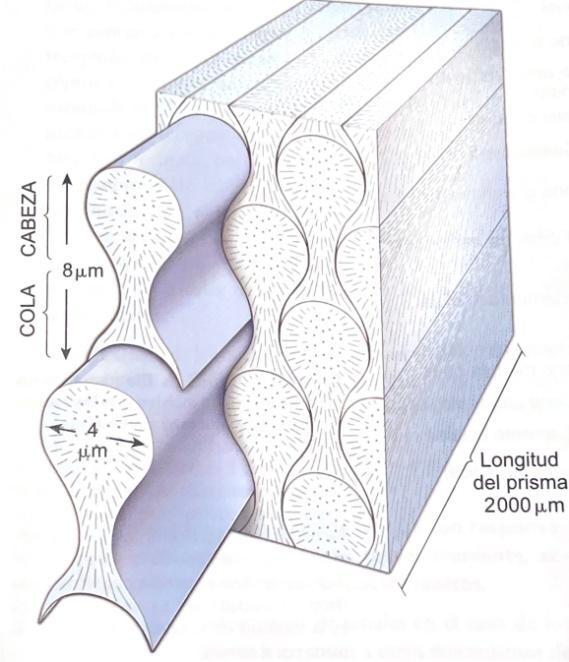 CABEZA
8 μm
COLA
4
μm
Longitud
del prisma
2000 μm